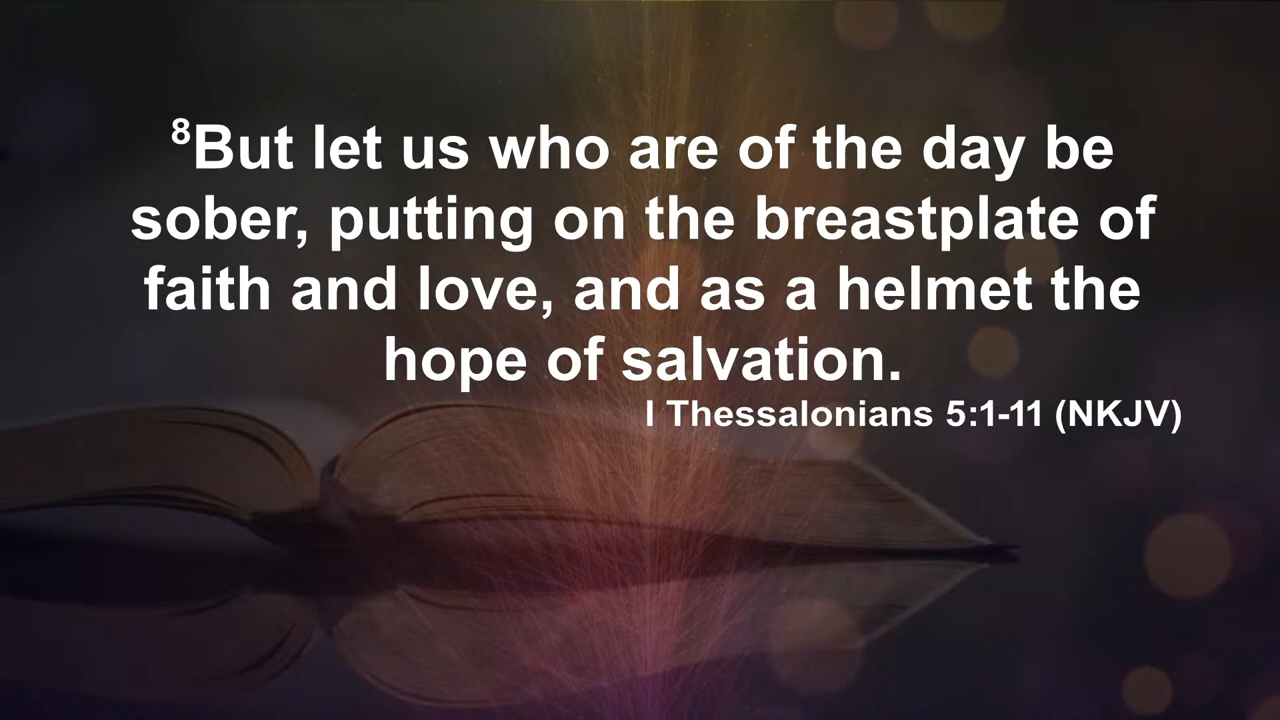 ⁸But let us who are of the day be
sober, putting on the breastplate of
faith and love, and as a helmet the
hope of salvation.
I Thessalonians 5:1-11 (NKJV)